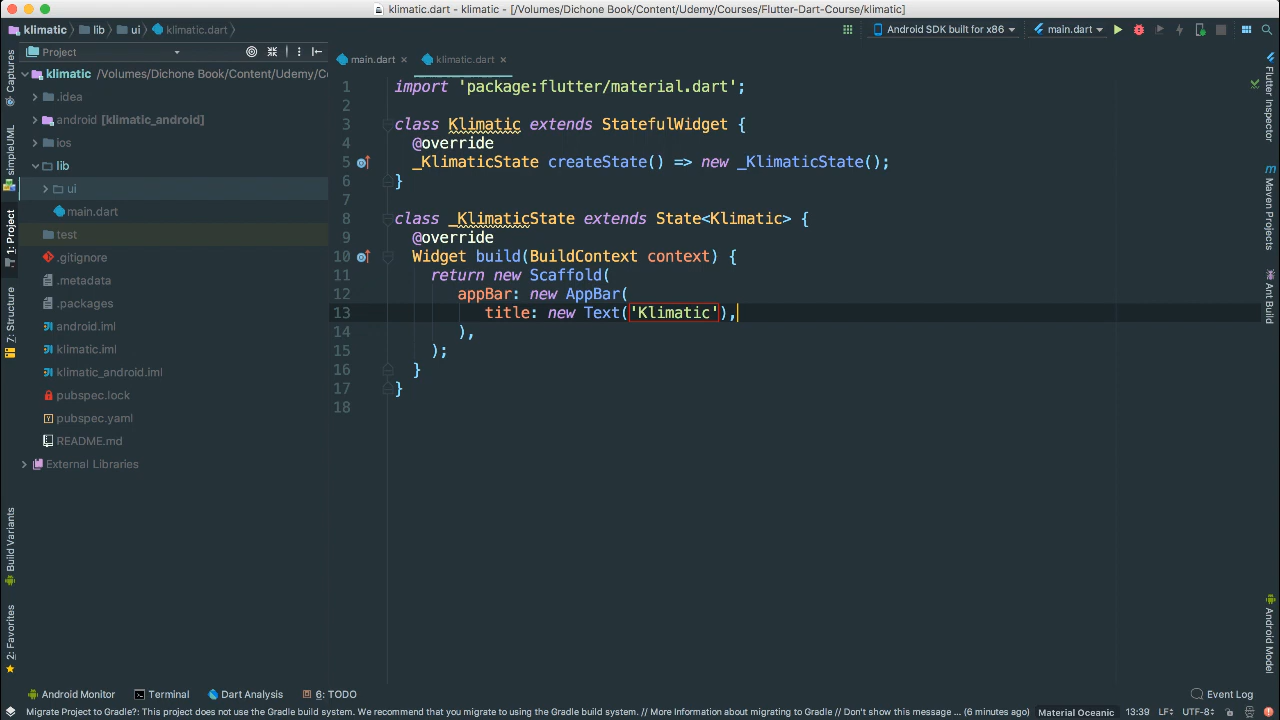 klimatic.dart - klimatic - [/Volumes/Dichone Book/Content/Udemy/Courses/Flutter-Dart-Course/klimatic]
klimatic lib ui klimatic.dart Android SDK built for x86 main.dart
Project main.dart klimatic.dart
klimatic /Volumes/Dichone Book/Content/Udemy/C
.idea
android [klimatic_android]
ios
lib
ui
main.dart
test
.gitignore
.metadata
.packages
android.iml
klimatic.iml
klimatic_android.iml
pubspec.lock
pubspec.yaml
README.md
External Libraries
Captures
simpleUML
1: Project
Z: Structure
Build Variants
2: Favorites
1 import 'package:flutter/material.dart';
2
3 class Klimatic extends StatefulWidget {
4 @override
5 _KlimaticState createState() => new _KlimaticState();
6 }
7
8 class _KlimaticState extends State<Klimatic> {
9 @override
10 Widget build(BuildContext context) {
11 return new Scaffold(
12 appBar: new AppBar(
13 title: new Text('Klimatic'),
14 ),
15 );
16 }
17 }
18
Flutter Inspector
Maven Projects
Ant Build
Android Model
Android Monitor Terminal Dart Analysis 6: TODO Event Log
Migrate Project to Gradle?: This project does not use the Gradle build system. We recommend that you migrate to using the Gradle build system. // More Information about migrating to Gradle // Don't show this message ... (6 minutes ago) Material Oceanic 13:39 LF UTF-8